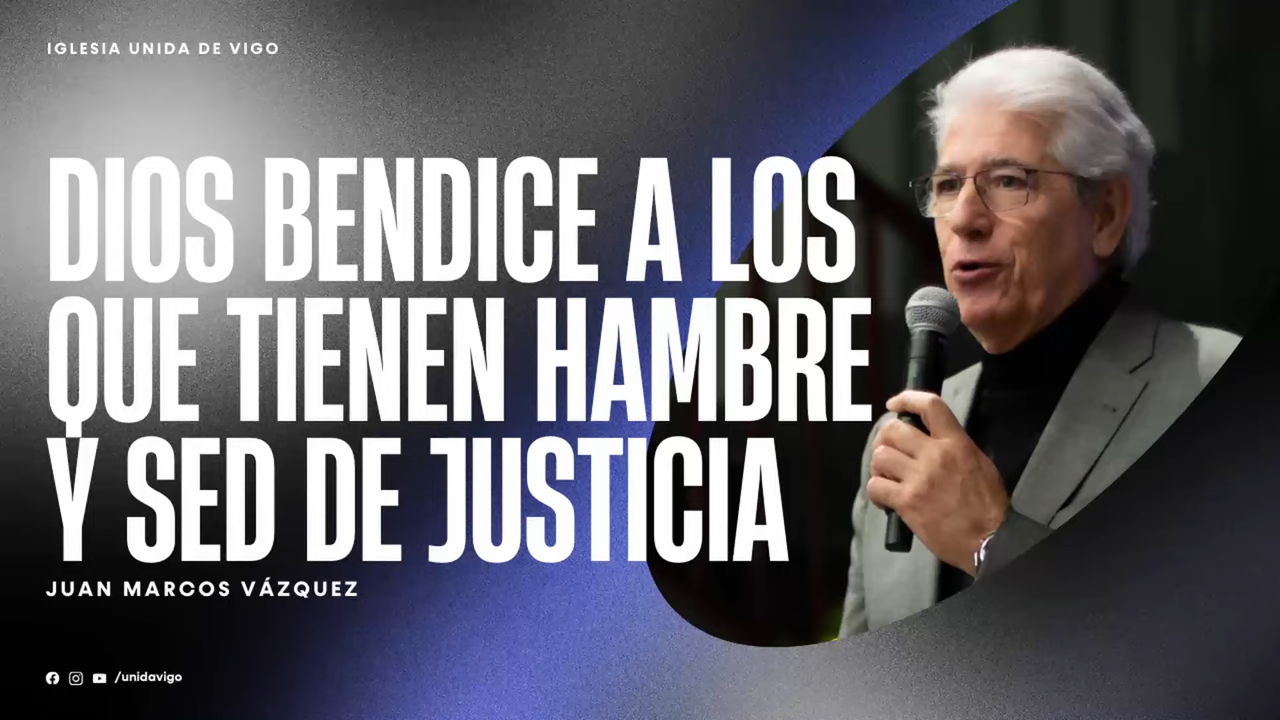 IGLESIA UNIDA DE VIGO
DIOS BENDICE A LOS
QUE TIENEN HAMBRE
Y SED DE JUSTICIA
JUAN MARCOS VÁZQUEZ
/unidavigo